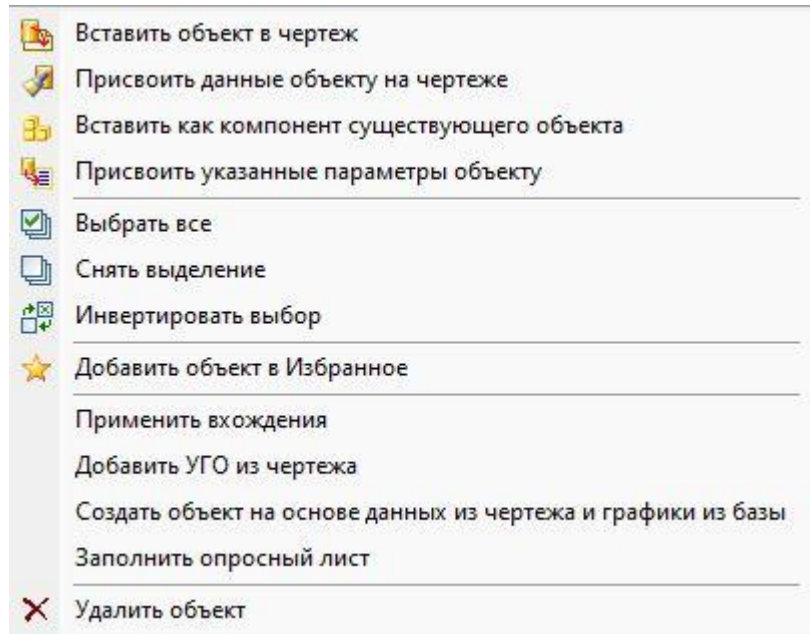 Вставить объект в чертеж
Присвоить данные объекту на чертеже
Вставить как компонент существующего объекта
Присвоить указанные параметры объекту
Выбрать все
Снять выделение
Инвертировать выбор
Добавить объект в Избранное
Применить вхождения
Добавить УГО из чертежа
Создать объект на основе данных из чертежа и графики из базы
Заполнить опросный лист
Удалить объект